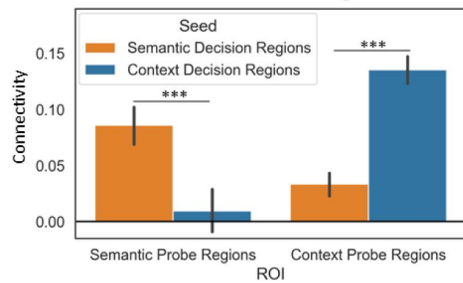 Seed
Semantic Decision Regions
Context Decision Regions
***
***
0.15
0.10
0.05
0.00
Connectivity
Semantic Probe Regions
Context Probe Regions
ROI